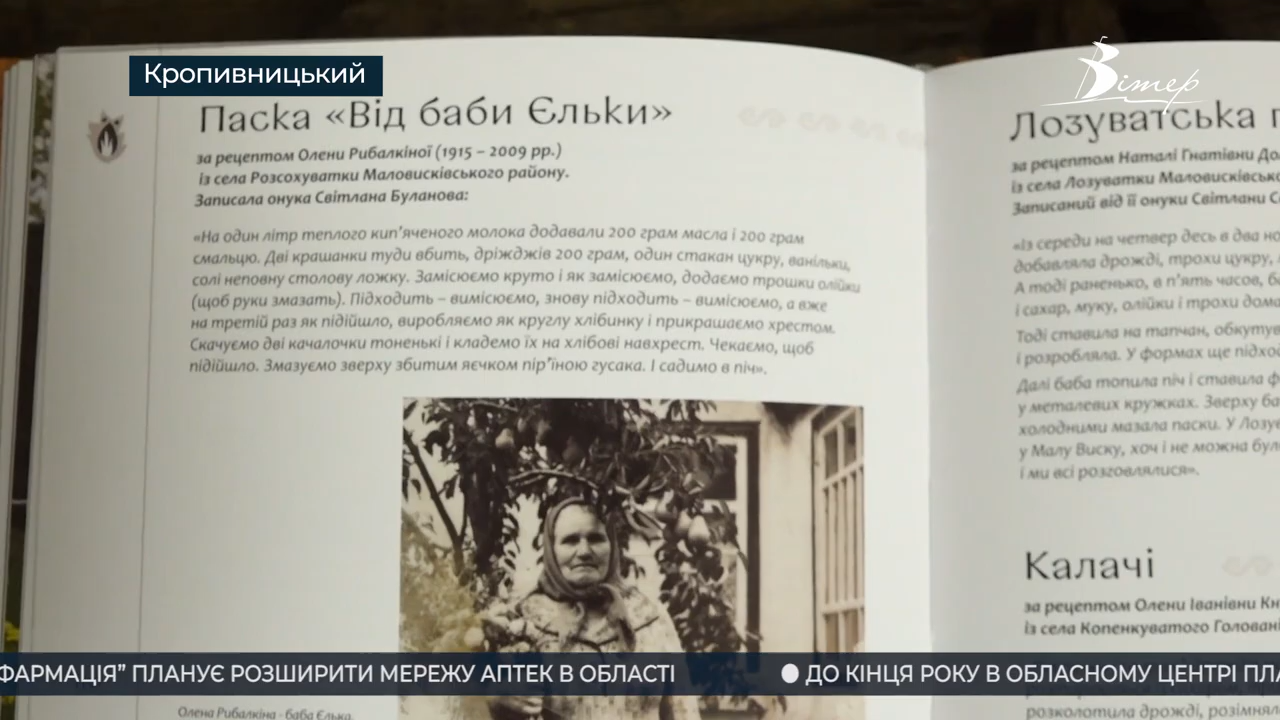 Кропивницький
Вітер
Паска «Від баби Єльки»
за рецептом Олени Рибалкіної (1915 – 2009 рр.)
із села Розсохуватки Маловисківського району.
Записала онука Світлана Буланова:
«На один літр теплого кип'яченого молока додавали 200 грам масла і 200 грам
смальцю. Дві крашанки туди вбить, дріжджів 200 грам, один стакан цукру, ванільки,
солі неповну столову ложку. Замісюємо круто і як замісюємо, додаємо трошки олійки
(щоб руки змазать). Підходить – вимісюємо, знову підходить – вимісюємо, а вже
на третій раз як підійшло, виробляємо як круглу хлібинку і прикрашаємо хрестом.
Скачуємо дві качалочки тоненькі і кладемо їх на хлібові навхрест. Чекаємо, щоб
підійшло. Змазуємо зверху збитим яєчком пір'їною гусака. І садимо в піч».
Олена Рибалкіна - баба Єлька.
Лозуватська
за рецептом Наталі Гнатівни
із села Лозуватки
Записаний від її онуки Світлани
«Із середи на четвер десь в два
добавляла дрожді, трохи цукру,
А тоді раненько, в п'ять часов,
і сахар, муку, олійки і трохи
Тоді ставила на тапчан,
і розробляла. У формах ще
Далі баба топила піч і ставила
у металевих кружках. Зверху
холодними мазала паски. У
у Малу Виску, хоч і не можна
і ми всі розговлялися».
Калачі
за рецептом Олени Іванівни
із села Копенкуватого
розколотила дрожді,
ФАРМАЦІЯ” ПЛАНУЄ РОЗШИРИТИ МЕРЕЖУ АПТЕК В ОБЛАСТІ
ДО КІНЦЯ РОКУ В ОБЛАСНОМУ ЦЕНТРІ